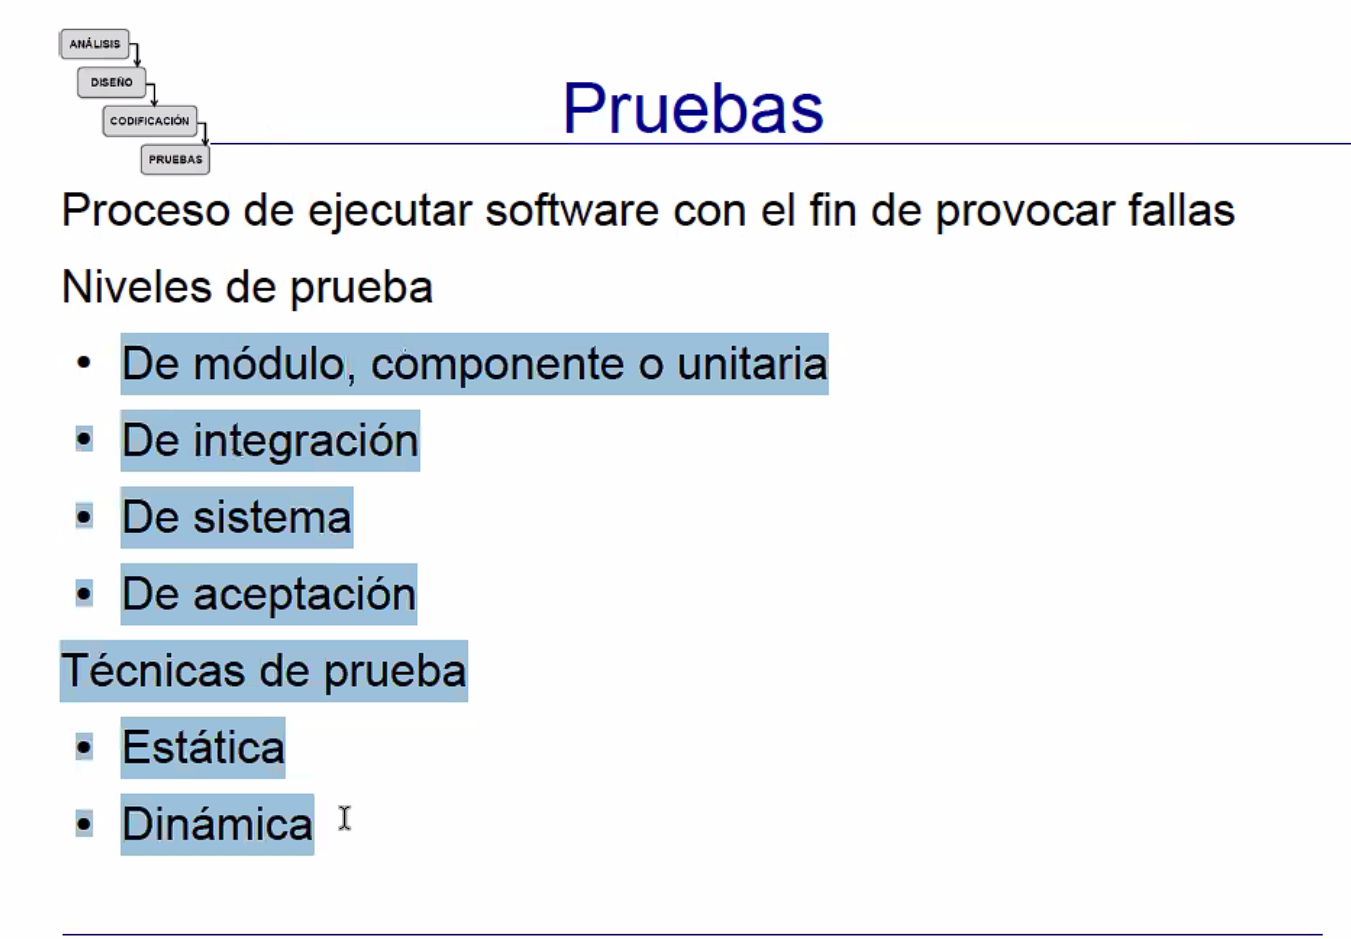 ANÁLISIS
DISEÑO
CODIFICACIÓN
PRUEBAS
Pruebas
Proceso de ejecutar software con el fin de provocar fallas
Niveles de prueba
• De módulo, componente o unitaria
• De integración
• De sistema
• De aceptación
Técnicas de prueba
• Estática
• Dinámica